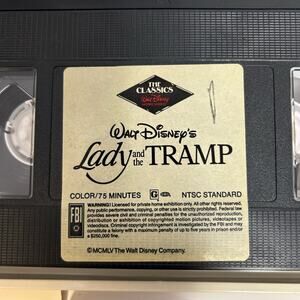 THE
CLASSICS
Walt Disney
WALT DISNEY'S
Lady and the TRAMP
COLOR/75 MINUTES G NTSC STANDARD
FBI
WARNING! Licensed for private home exhibition only. All other rights reserved.
Any public performance, copying, or other use is strictly prohibited. Federal law
provides severe civil and criminal penalties for the unauthorized reproduction,
distribution or exhibition of copyrighted motion pictures, videotapes or
videodiscs. Criminal copyright infringement is investigated by the FBI and may
constitute a felony with a maximum penalty of up to five years in prison and/or
a $250,000 fine.
©MCMLV The Walt Disney Company.